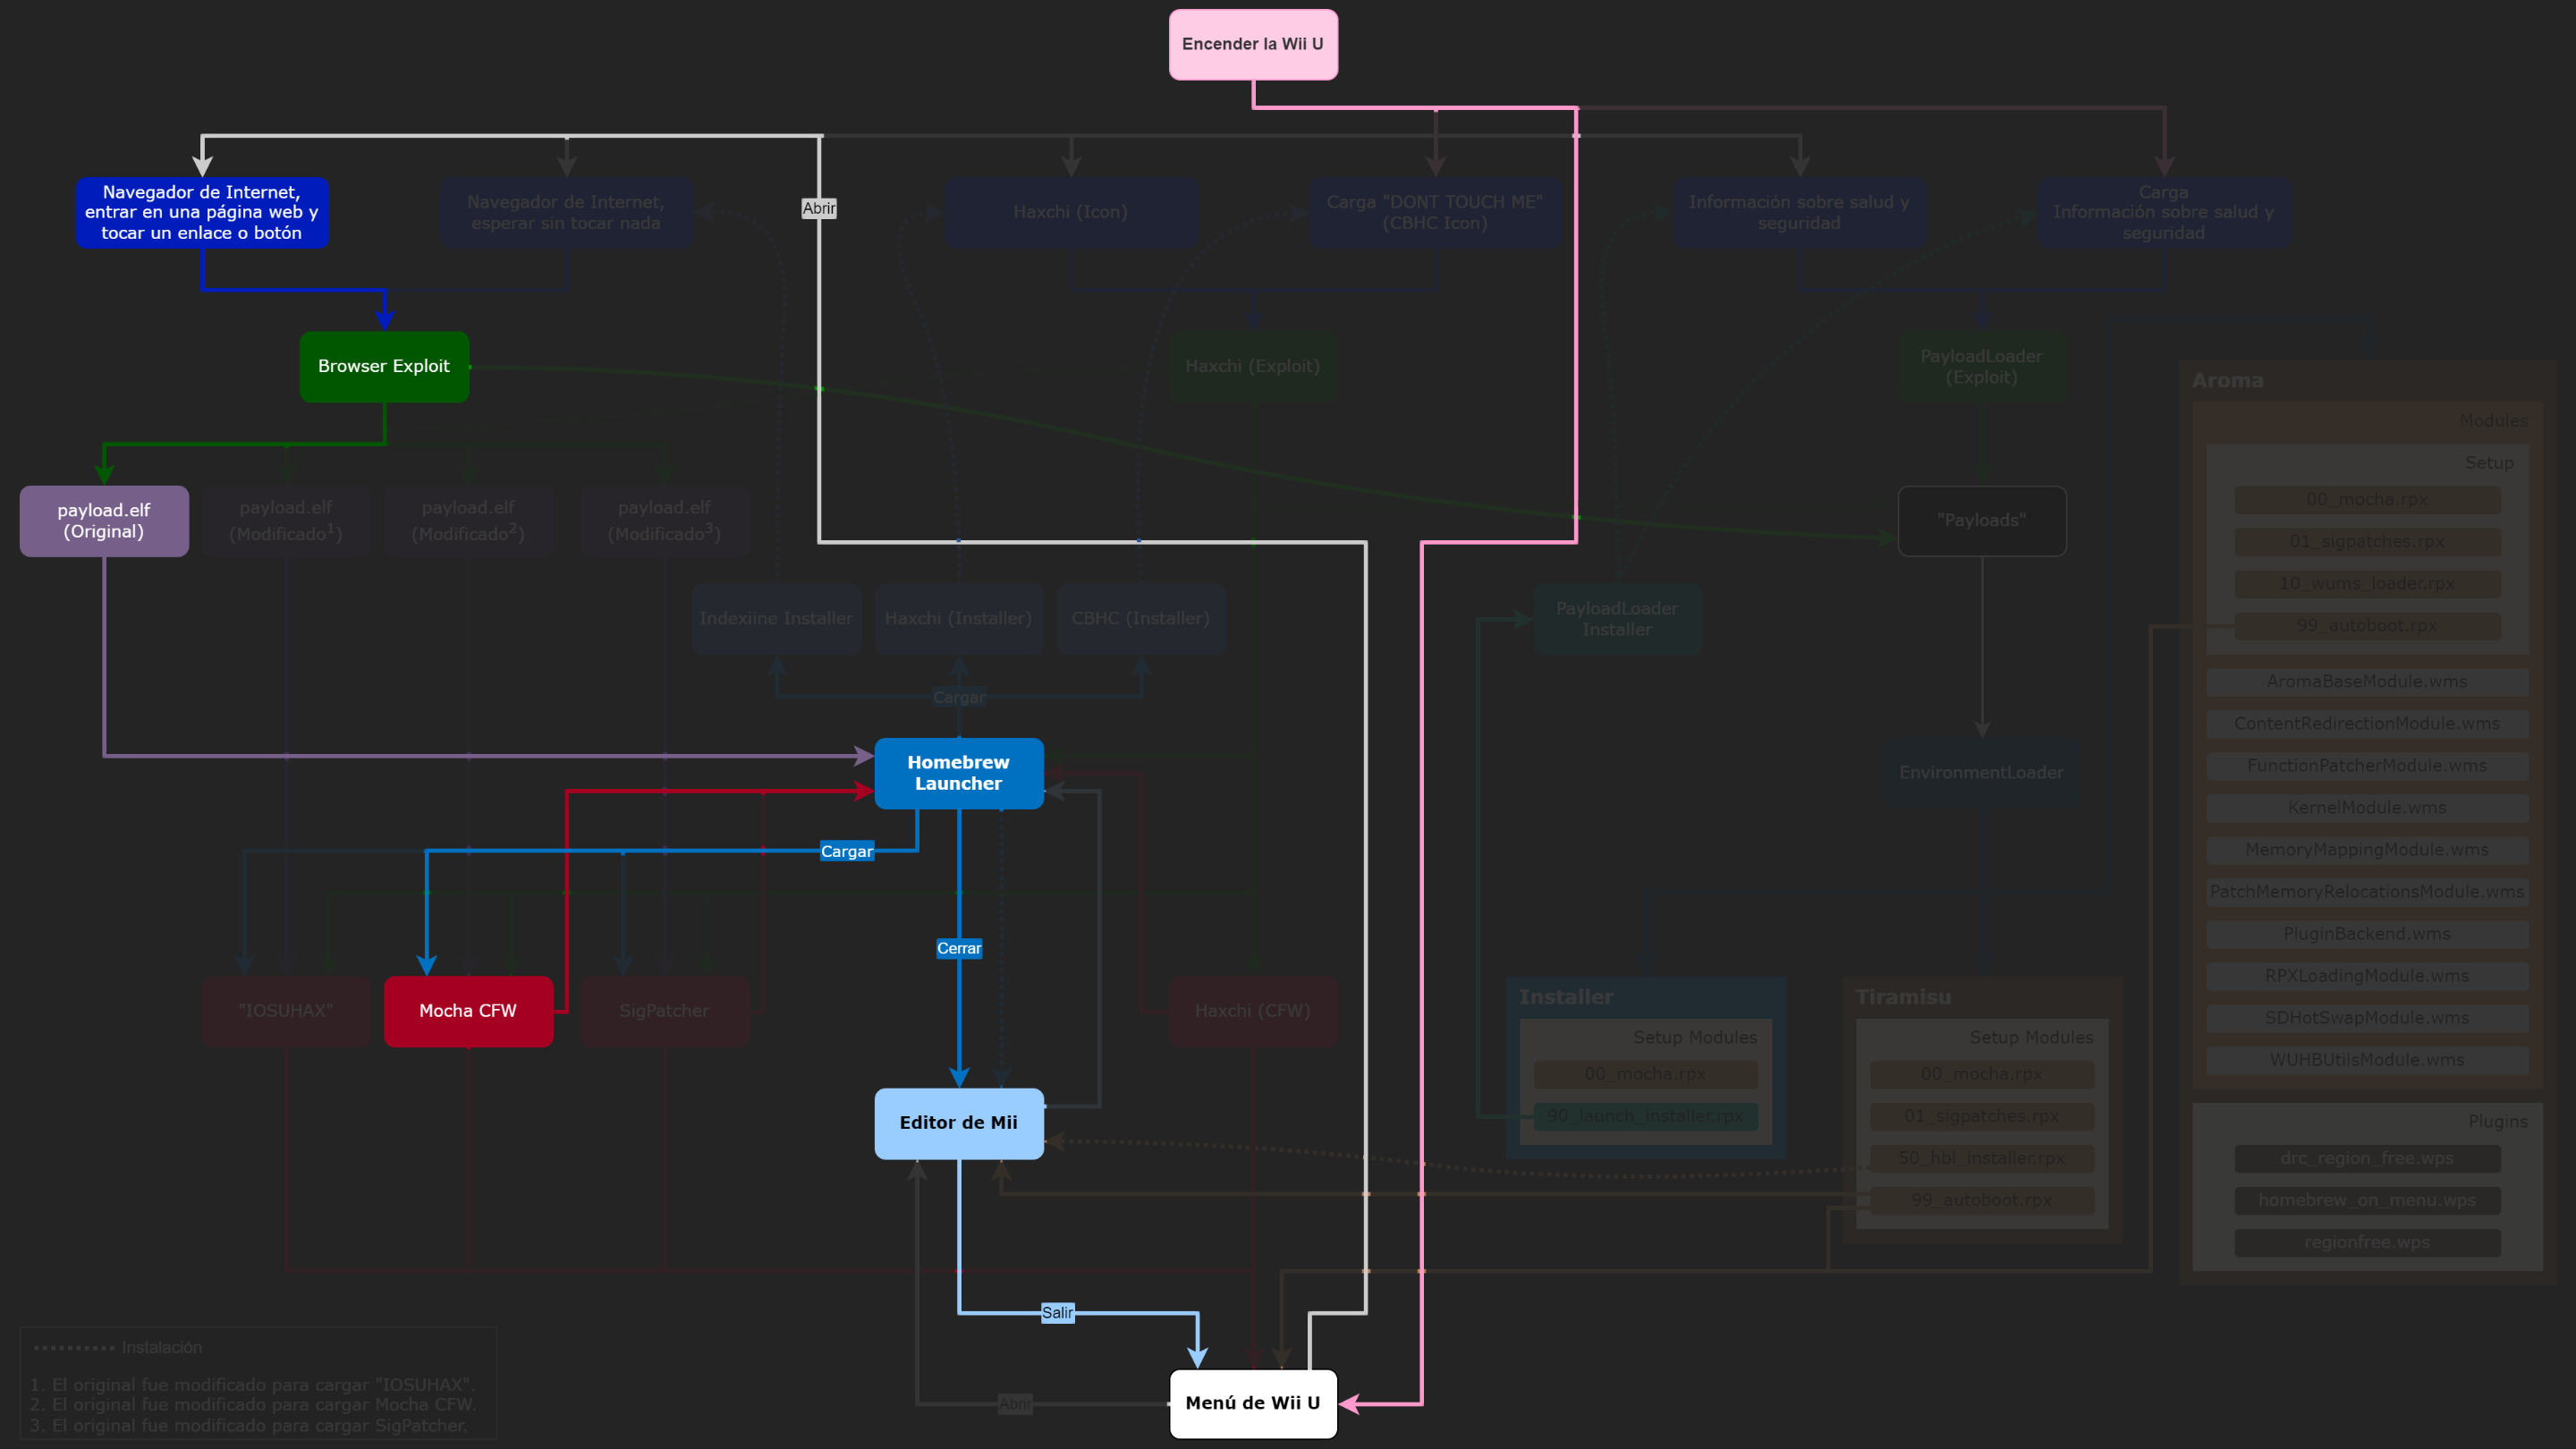 Encender la Wii U
Navegador de Internet,
entrar en una página web y
tocar un enlace o botón
Navegador de Internet,
esperar sin tocar nada
Abrir
Haxchi (Icon)
Carga "DONT TOUCH ME"
(CBHC Icon)
Información sobre salud y
seguridad
Carga
Información sobre salud y
seguridad
Browser Exploit
Haxchi (Exploit)
PayloadLoader
(Exploit)
Aroma
Modules
Setup
00_mocha.rpx
01_sigpatches.rpx
10_wums_loader.rpx
99_autoboot.rpx
AromaBaseModule.wms
ContentRedirectionModule.wms
FunctionPatcherModule.wms
KernelModule.wms
MemoryMappingModule.wms
PatchMemoryRelocationsModule.wms
PluginBackend.wms
RPXLoadingModule.wms
SDHotSwapModule.wms
WUHBUtilsModule.wms
Plugins
drc_region_free.wps
homebrew_on_menu.wps
regionfree.wps
payload.elf
(Original)
payload.elf
(Modificado1)
payload.elf
(Modificado2)
payload.elf
(Modificado3)
"Payloads"
Indexiine Installer
Haxchi (Installer)
CBHC (Installer)
PayloadLoader
Installer
Cargar
Homebrew
Launcher
EnvironmentLoader
Cargar
Cerrar
"IOSUHAX"
Mocha CFW
SigPatcher
Haxchi (CFW)
Installer
Setup Modules
00_mocha.rpx
90_launch_installer.rpx
Tiramisu
Setup Modules
00_mocha.rpx
01_sigpatches.rpx
50_hbl_installer.rpx
99_autoboot.rpx
Editor de Mii
Salir
Abrir
Menú de Wii U
Instalación
1. El original fue modificado para cargar "IOSUHAX".
2. El original fue modificado para cargar Mocha CFW.
3. El original fue modificado para cargar SigPatcher.